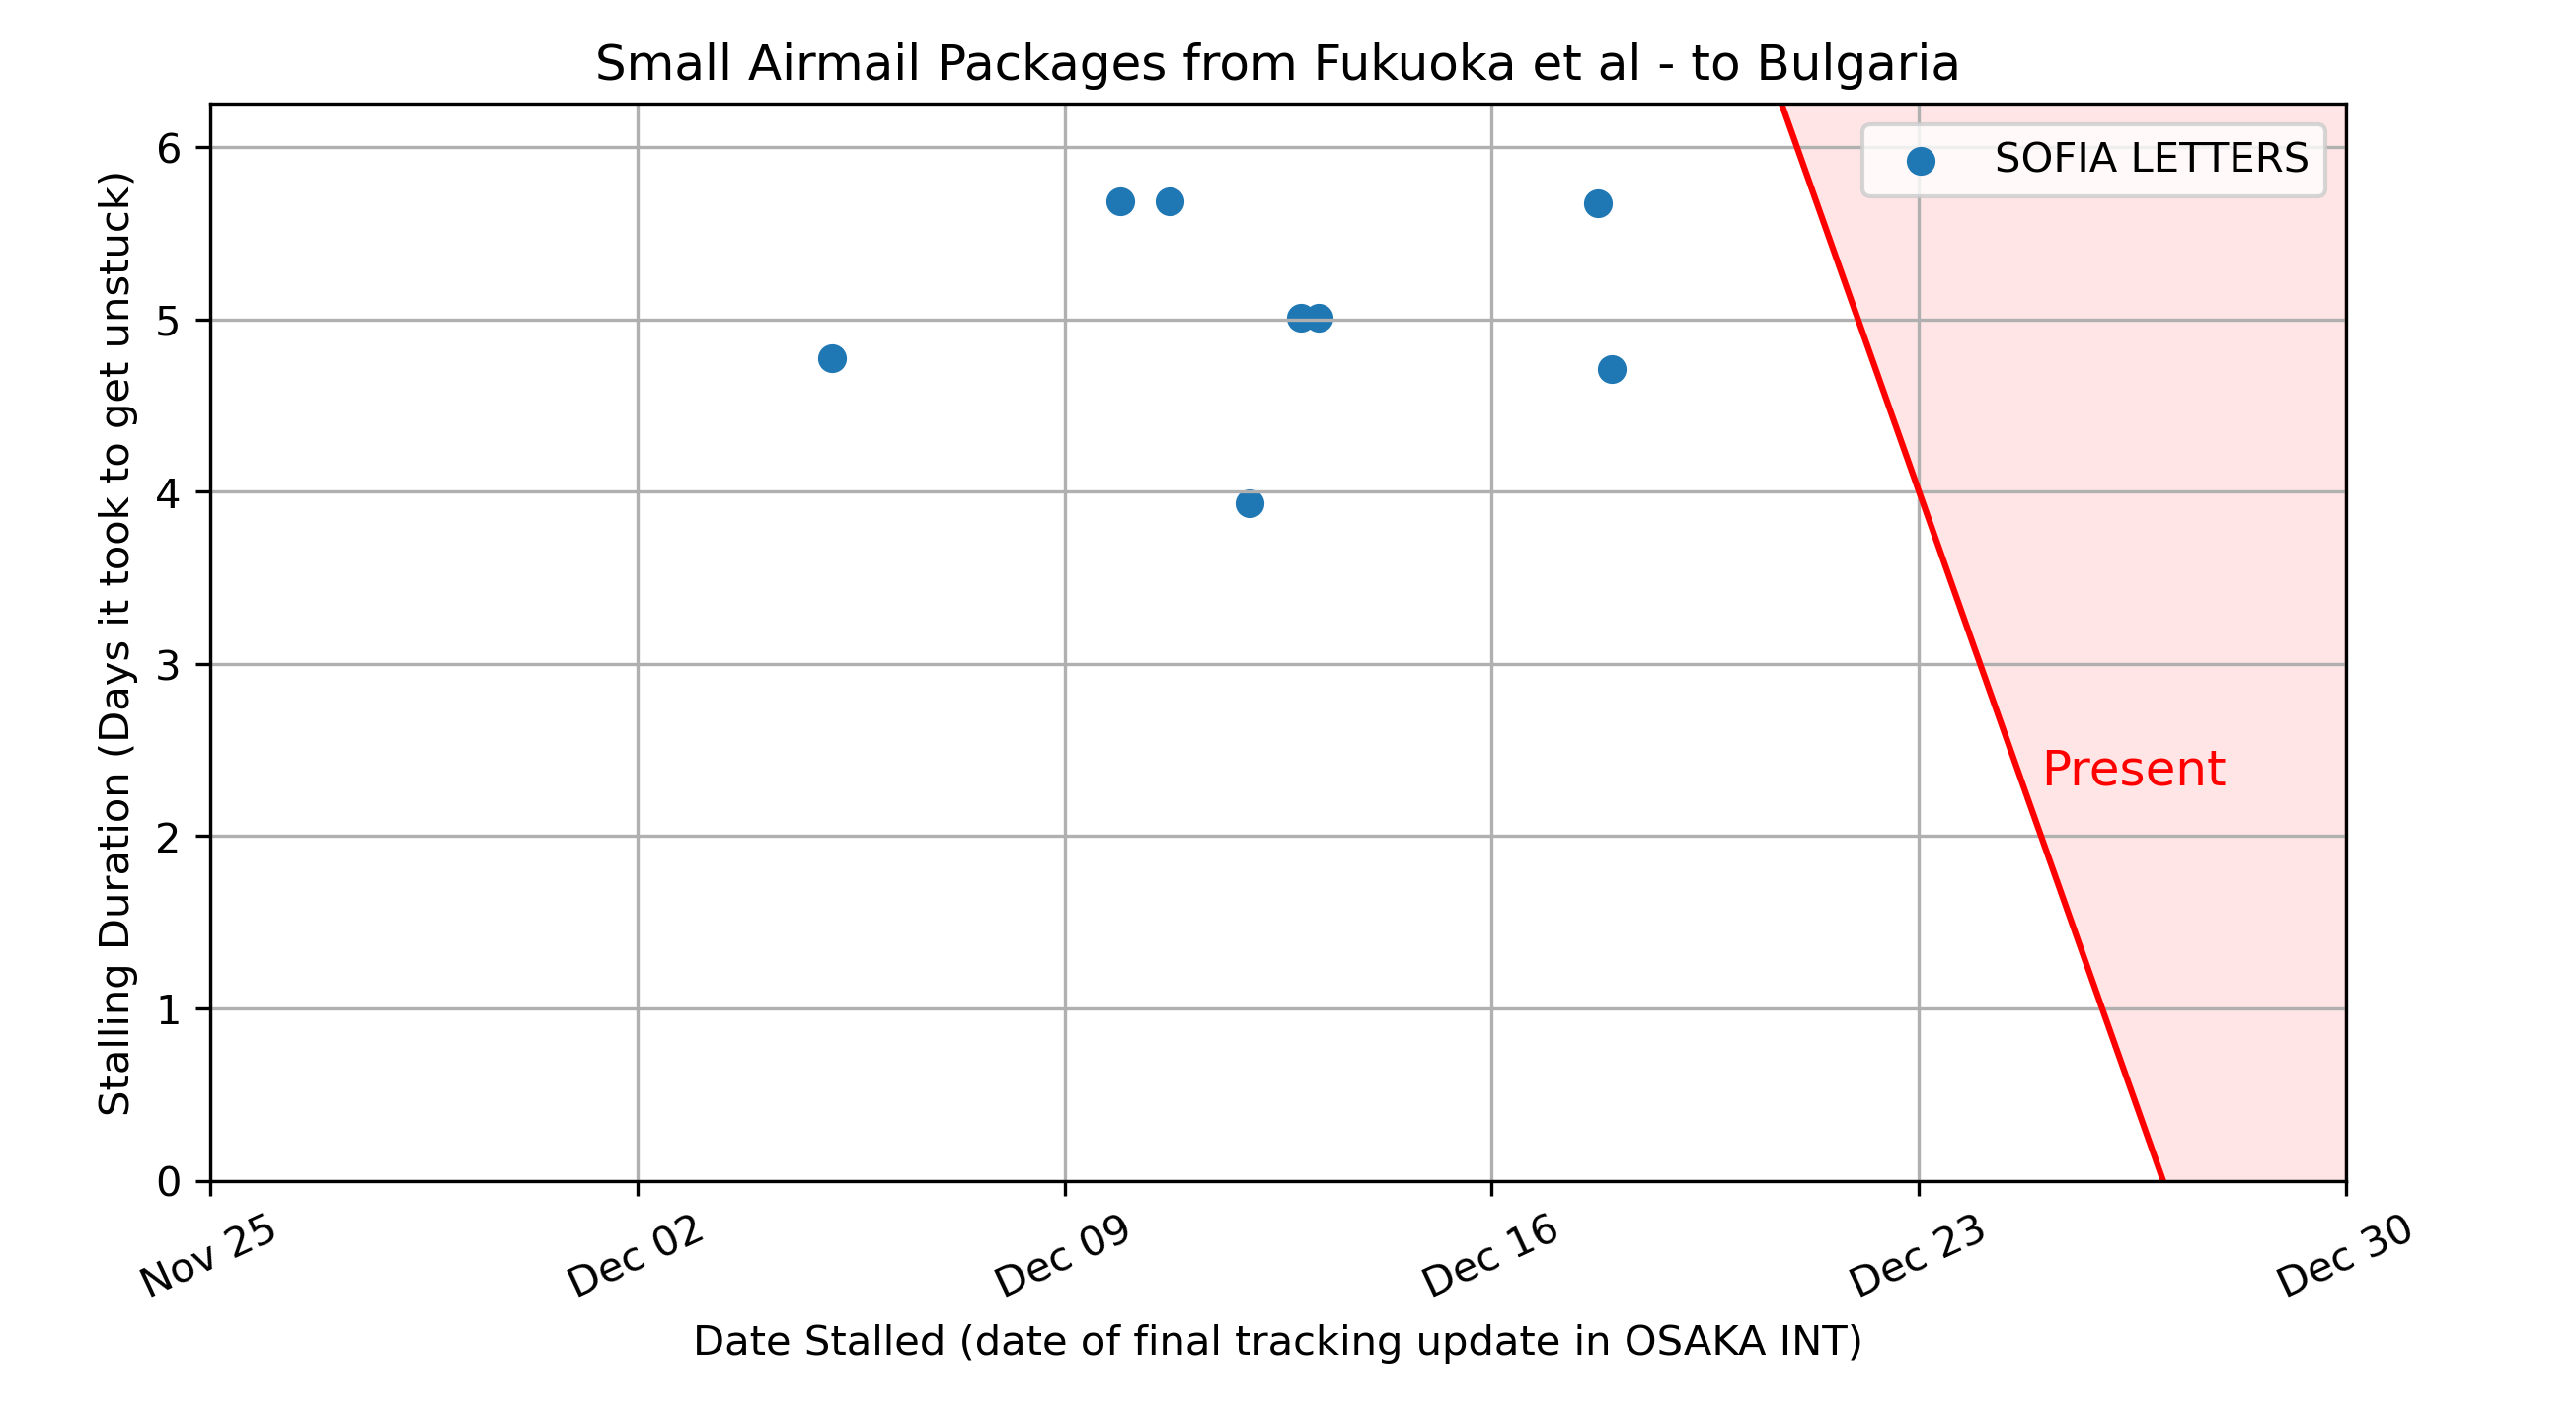 Small Airmail Packages from Fukuoka et al - to Bulgaria
SOFIA LETTERS
Stalling Duration (Days it took to get unstuck)
6
5
4
3
2
1
0
Present
Nov 25
Dec 02
Dec 09
Dec 16
Dec 23
Dec 30
Date Stalled (date of final tracking update in OSAKA INT)